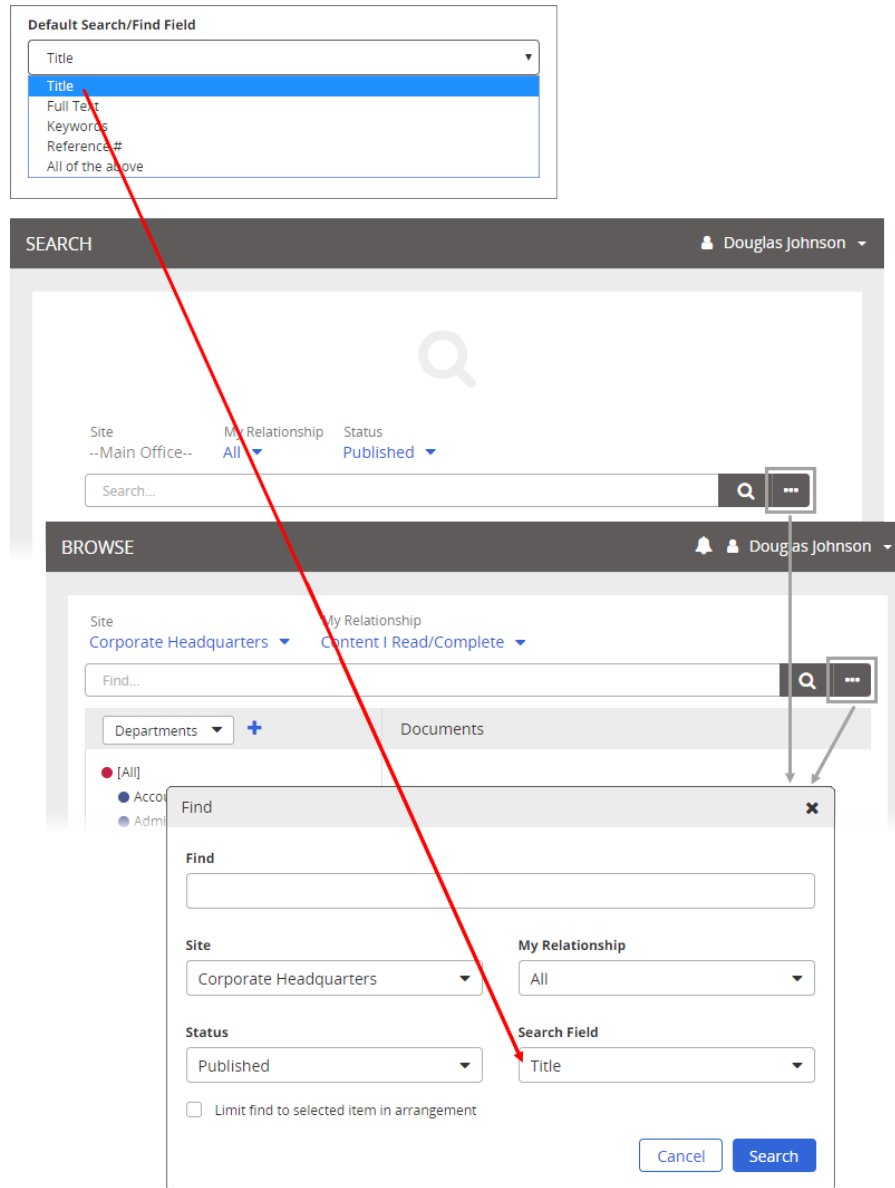 Default Search/Find Field
Title
Title
Full Text
Keywords
Reference #
All of the above
SEARCH
Douglas Johnson
Site My Relationship Status
--Main Office-- All Published
Search...
BROWSE
Douglas Johnson
Site My Relationship
Corporate Headquarters Content I Read/Complete
Find...
Departments Documents
[All]
Accou
Admi
Find
Find
Site My Relationship
Corporate Headquarters All
Status Search Field
Published Title
Limit find to selected item in arrangement
Cancel Search